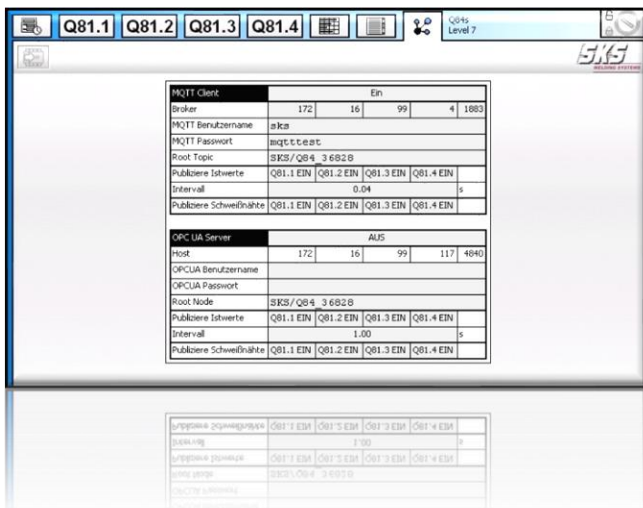 Q81.1 Q81.2 Q81.3 Q81.4 Q84s
Level 7
SKS
WELDING SYSTEMS
MQTT Client Ein
Broker 172 16 99 4 1883
MQTT Benutzername sks
MQTT Passwort mqtttest
Root Topic SKS/Q84_36828
Publiziere Istwerte Q81.1 EIN Q81.2 EIN Q81.3 EIN Q81.4 EIN
Intervall 0.04 s
Publiziere Schweißnähte Q81.1 EIN Q81.2 EIN Q81.3 EIN Q81.4 EIN
OPC UA Server AUS
Host 172 16 99 117 4840
OPCUA Benutzername
OPCUA Passwort
Root Node SKS/Q84_36828
Publiziere Istwerte Q81.1 EIN Q81.2 EIN Q81.3 EIN Q81.4 EIN
Intervall 1.00 s
Publiziere Schweißnähte Q81.1 EIN Q81.2 EIN Q81.3 EIN Q81.4 EIN